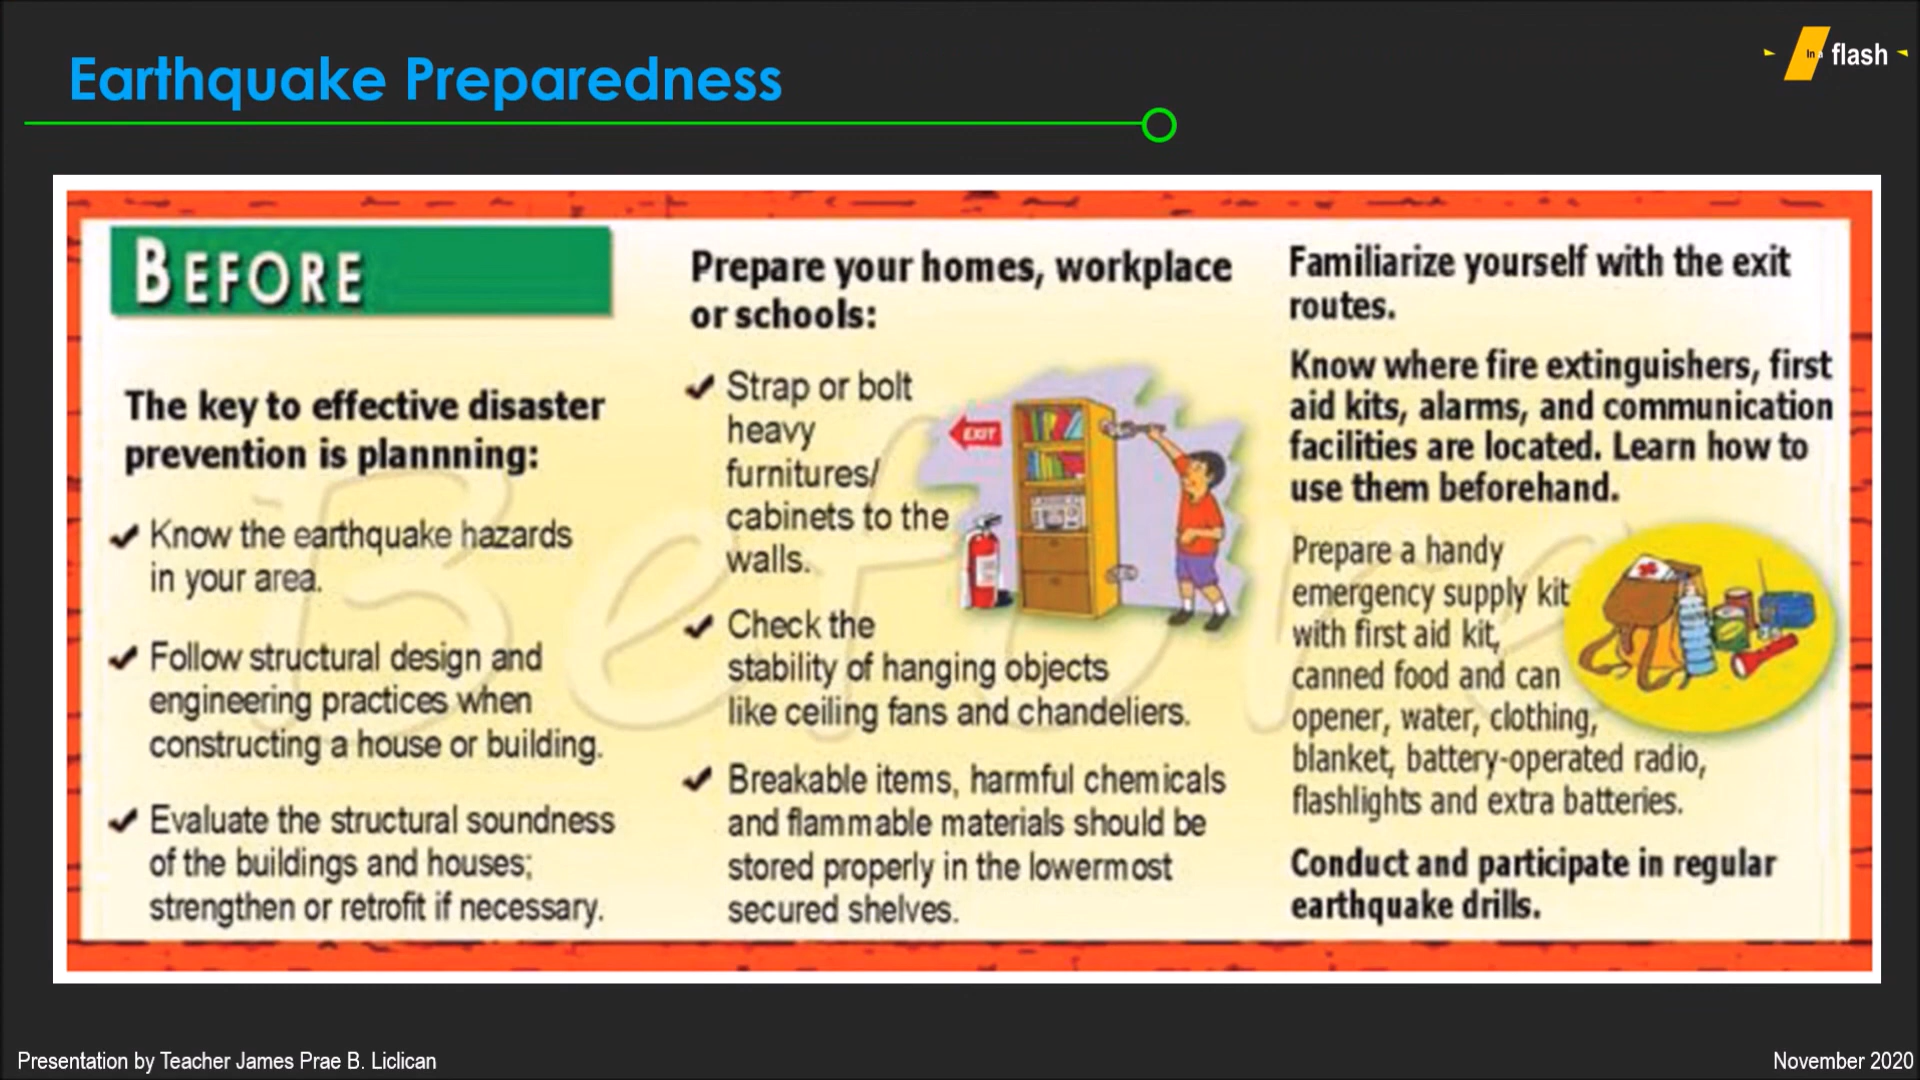 Earthquake Preparedness
In
flash
BEFORE
The key to effective disaster
prevention is plannning:
Know the earthquake hazards
in your area.
Follow structural design and
engineering practices when
constructing a house or building.
Evaluate the structural soundness
of the buildings and houses;
strengthen or retrofit if necessary.
Prepare your homes, workplace
or schools:
Strap or bolt
heavy
furnitures/
cabinets to the
walls.
EXIT
Check the
stability of hanging objects
like ceiling fans and chandeliers.
Breakable items, harmful chemicals
and flammable materials should be
stored properly in the lowermost
secured shelves.
Familiarize yourself with the exit
routes.
Know where fire extinguishers, first
aid kits, alarms, and communication
facilities are located. Learn how to
use them beforehand.
Prepare a handy
emergency supply kit
with first aid kit,
canned food and can
opener, water, clothing,
blanket, battery-operated radio,
flashlights and extra batteries.
Conduct and participate in regular
earthquake drills.
Before
Presentation by Teacher James Prae B. Liclican
November 2020